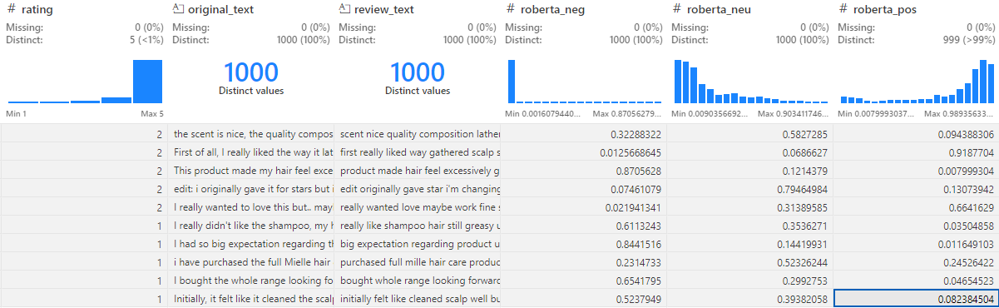 # rating A original_text A review_text # roberta_neg # roberta_neu # roberta_pos
Missing: 0 (0%) Missing: 0 (0%) Missing: 0 (0%) Missing: 0 (0%) Missing: 0 (0%) Missing: 0 (0%)
Distinct: 5 (<1%) Distinct: 1000 (100%) Distinct: 1000 (100%) Distinct: 1000 (100%) Distinct: 1000 (100%) Distinct: 999 (>99%)
1000 1000
Distinct values Distinct values
Min 1 Max 5 Min 0.0016079440... Max 0.87056279... Min 0.0090356692... Max 0.903411746... Min 0.0079993037... Max 0.98935633...
2 the scent is nice, the quality compos scent nice quality composition lather 0.32288322 0.5827285 0.094388306
2 First of all, I really liked the way it lat first really liked way gathered scalp s 0.0125668645 0.0686627 0.9187704
2 This product made my hair feel exce product made hair feel excessively g 0.8705628 0.1214379 0.007999304
2 edit: i originally gave it for stars but i edit originally gave star i'm changing 0.07461079 0.79464984 0.13073942
2 I really wanted to love this but.. may really wanted love maybe work fine s 0.021941341 0.31389585 0.6641629
1 I really didn't like the shampoo, my h really like shampoo hair still greasy u 0.6113243 0.3536271 0.03504858
1 I had so big expectation regarding th big expectation regarding product u 0.8441516 0.14419931 0.011649103
1 i have purchased the full Mielle hair purchased full mille hair care produc 0.2314733 0.52326244 0.24526422
1 I bought the whole range looking fo bought whole range looking forward 0.6541795 0.2992753 0.04654523
1 Initially, it felt like it cleaned the scalp initially felt like cleaned scalp well bu 0.5237949 0.39382058 0.082384504